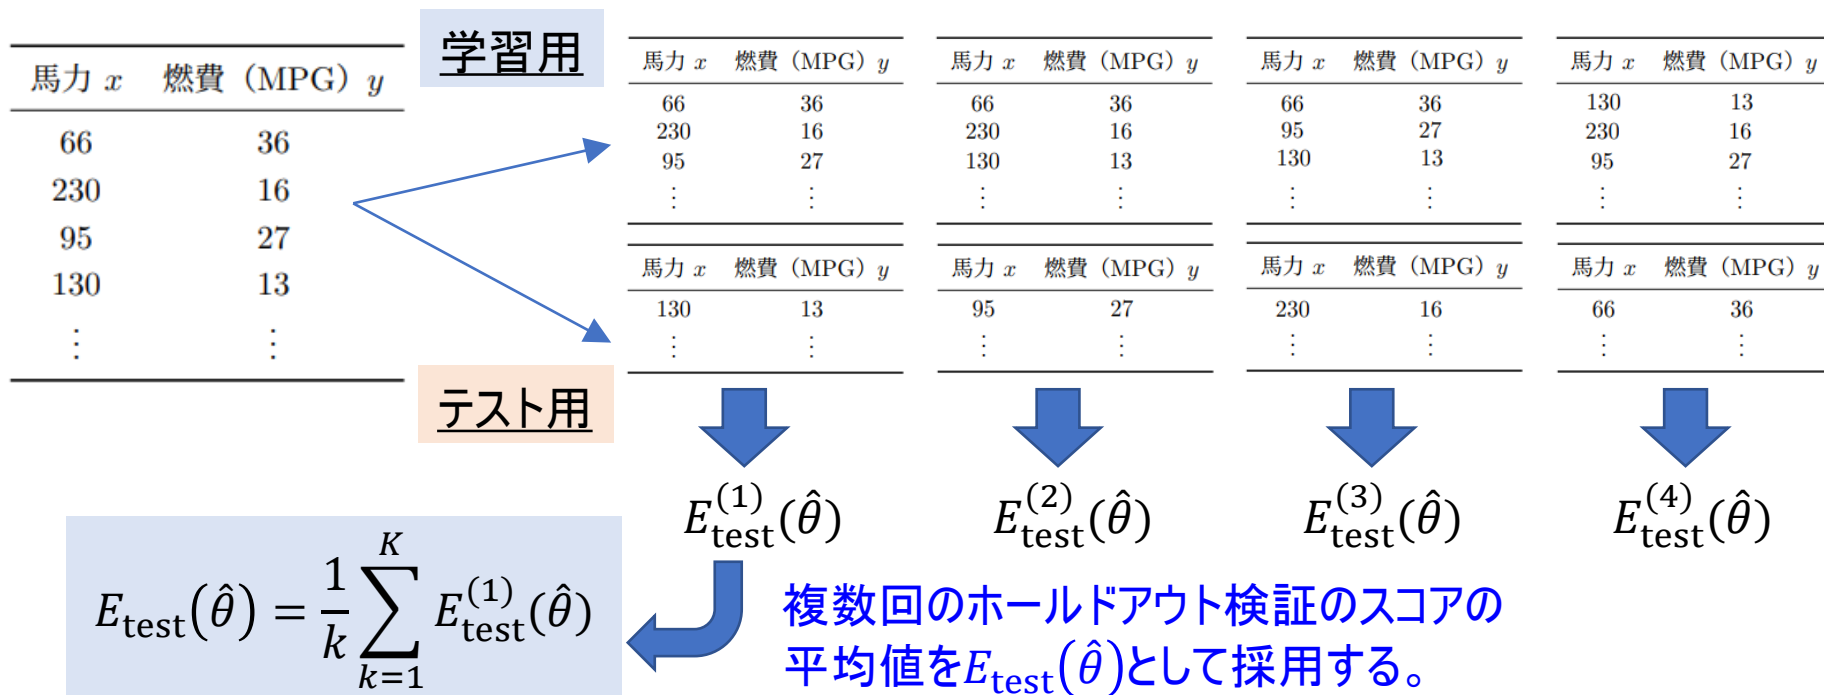 馬力 x 燃費（MPG）y
66 36
230 16
95 27
130 13
⋮ ⋮
学習用
テスト用
馬力 x 燃費（MPG）y
66 36
230 16
95 27
⋮ ⋮
馬力 x 燃費（MPG）y
130 13
⋮ ⋮
馬力 x 燃費（MPG）y
66 36
230 16
130 13
⋮ ⋮
馬力 x 燃費（MPG）y
95 27
⋮ ⋮
馬力 x 燃費（MPG）y
66 36
95 27
130 13
⋮ ⋮
馬力 x 燃費（MPG）y
230 16
⋮ ⋮
馬力 x 燃費（MPG）y
130 13
230 16
95 27
⋮ ⋮
馬力 x 燃費（MPG）y
66 36
⋮ ⋮
E_test^(1)(θ̂) E_test^(2)(θ̂) E_test^(3)(θ̂) E_test^(4)(θ̂)
E_test(θ̂) = 1/k ∑_{k=1}^{K} E_test^(1)(θ̂)
複数回のホールドアウト検証のスコアの
平均値をE_test(θ̂)として採用する。